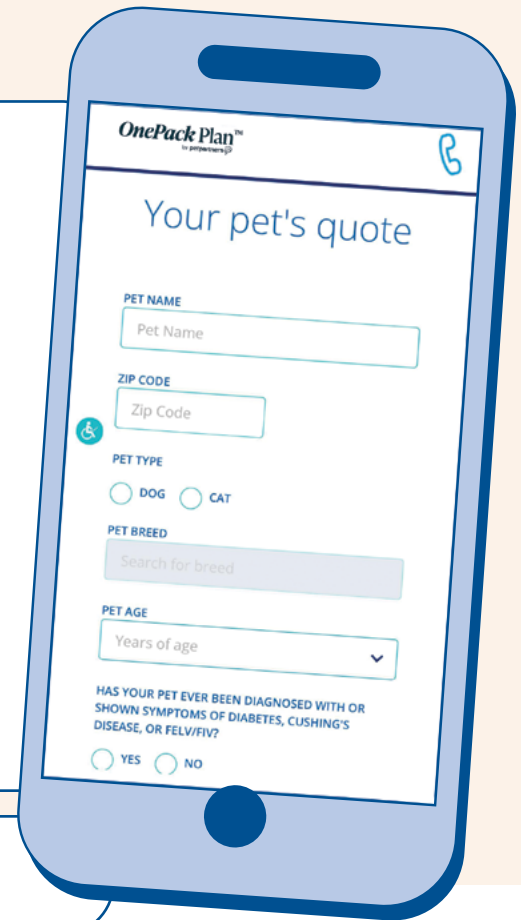 OnePack Plan™
by petpartners
Your pet's quote
PET NAME
Pet Name
ZIP CODE
Zip Code
PET TYPE
DOG CAT
PET BREED
Search for breed
PET AGE
Years of age
HAS YOUR PET EVER BEEN DIAGNOSED WITH OR
SHOWN SYMPTOMS OF DIABETES, CUSHING'S
DISEASE, OR FELV/FIV?
YES NO